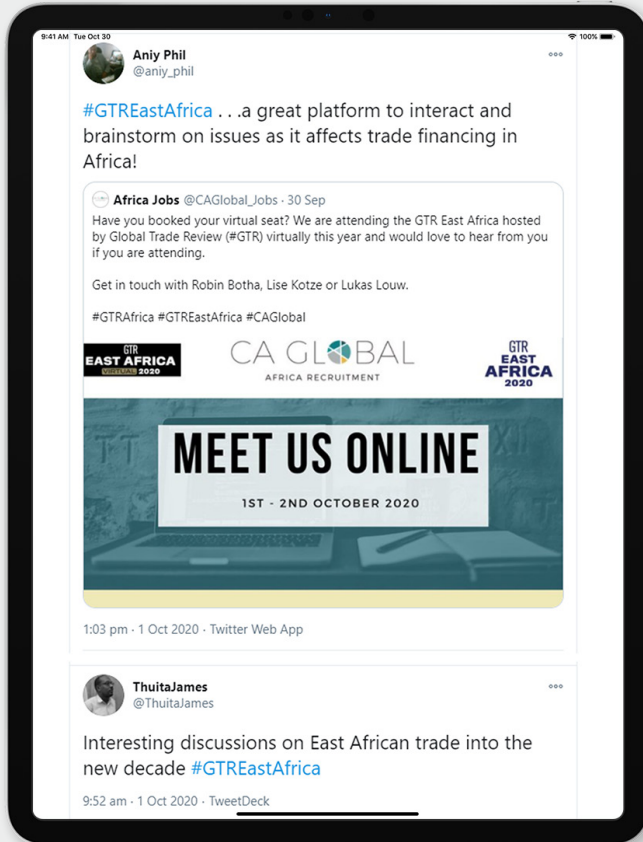 9:41 AM Tue Oct 30
100%
Aniy Phil
@aniy_phil
#GTREastAfrica . . .a great platform to interact and
brainstorm on issues as it affects trade financing in
Africa!
Africa Jobs @CAGlobal_Jobs · 30 Sep
Have you booked your virtual seat? We are attending the GTR East Africa hosted
by Global Trade Review (#GTR) virtually this year and would love to hear from you
if you are attending.
Get in touch with Robin Botha, Lise Kotze or Lukas Louw.
#GTRAfrica #GTREastAfrica #CAGlobal
GTR
EAST AFRICA
VIRTUAL 2020
CA GLOBAL
AFRICA RECRUITMENT
GTR
EAST
AFRICA
2020
TT
XII
MEET US ONLINE
1ST - 2ND OCTOBER 2020
1:03 pm · 1 Oct 2020 · Twitter Web App
ThuitaJames
@ThuitaJames
Interesting discussions on East African trade into the
new decade #GTREastAfrica
9:52 am · 1 Oct 2020 · TweetDeck